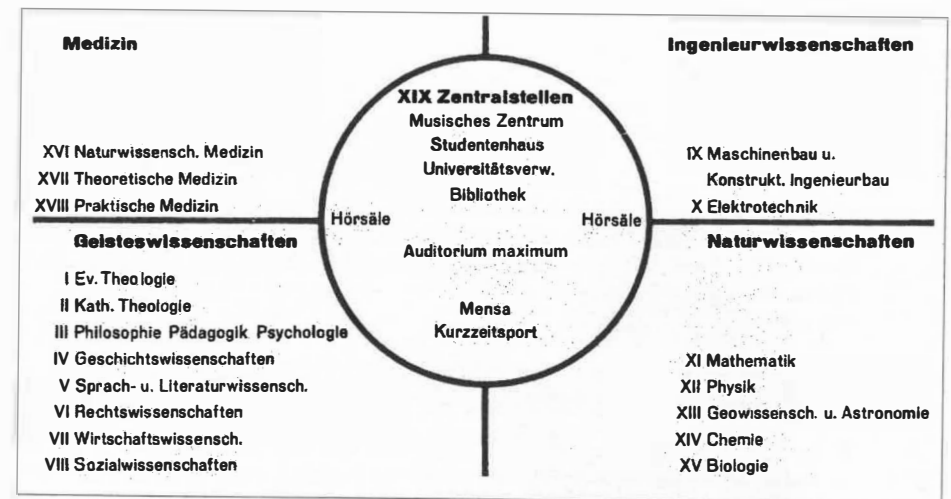 Medizin
XVI Naturwissensch. Medizin
XVII Theoretische Medizin
XVIII Praktische Medizin
Ingenieurwissenschaften
IX Maschinenbau u.
Konstrukt. Ingenieurbau
X Elektrotechnik
XIX Zentralstellen
Musisches Zentrum
Studentenhaus
Universitätsverw.
Bibliothek
Hörsäle
Hörsäle
Auditorium maximum
Mensa
Kurzzeitsport
Geisteswissenschaften
I Ev. Theologie
II Kath. Theologie
III Philosophie Pädagogik Psychologie
IV Geschichtswissenschaften
V Sprach- u. Literaturwissensch.
VI Rechtswissenschaften
VII Wirtschaftswissensch.
VIII Sozialwissenschaften
Naturwissenschaften
XI Mathematik
XII Physik
XIII Geowissensch. u. Astronomie
XIV Chemie
XV Biologie